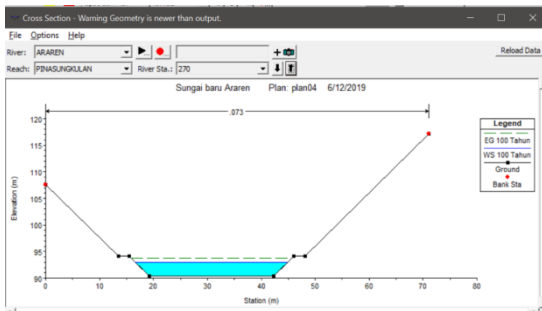 Cross Section - Warning Geometry is newer than output.
File Options Help
River: ARAREN
Reload Data
Reach: PINASUNGKULAN River Sta.: 270
Sungai baru Araren Plan: plan04 6/12/2019
.073
Legend
EG 100 Tahun
WS 100 Tahun
Ground
Bank Sta
Elevation (m)
120
115
110
105
100
95
90
0 10 20 30 40 50 60 70 80
Station (m)